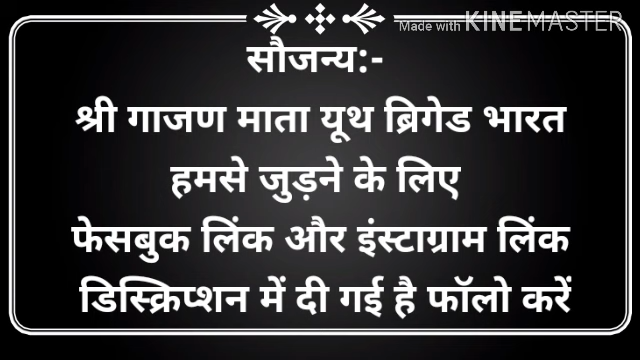 Made with KINEMASTER
सौजन्य:-
श्री गाजण माता यूथ ब्रिगेड भारत
हमसे जुड़ने के लिए
फेसबुक लिंक और इंस्टाग्राम लिंक
डिस्क्रिप्शन में दी गई है फॉलो करें